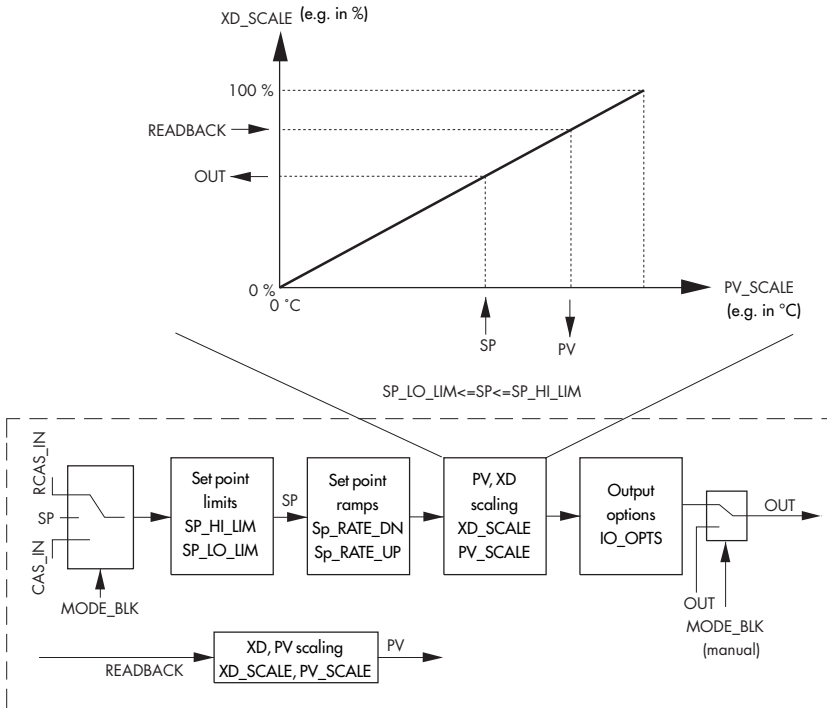 XD_SCALE (e.g. in %)
100 %
READBACK
OUT
0 %
0 °C
PV_SCALE
(e.g. in °C)
SP
PV
SP_LO_LIM<=SP<=SP_HI_LIM
RCAS_IN
SP
CAS_IN
MODE_BLK
Set point
limits
SP_HI_LIM
SP_LO_LIM
SP
Set point
ramps
Sp_RATE_DN
Sp_RATE_UP
PV, XD
scaling
XD_SCALE
PV_SCALE
Output
options
IO_OPTS
OUT
OUT
MODE_BLK
(manual)
READBACK
XD, PV scaling
XD_SCALE, PV_SCALE
PV